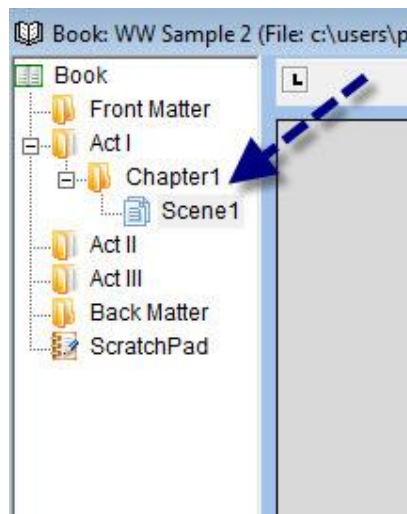 Book: WW Sample 2 (File: c:\users\p
Book
Front Matter
Act I
Chapter1
Scene1
Act II
Act III
Back Matter
ScratchPad